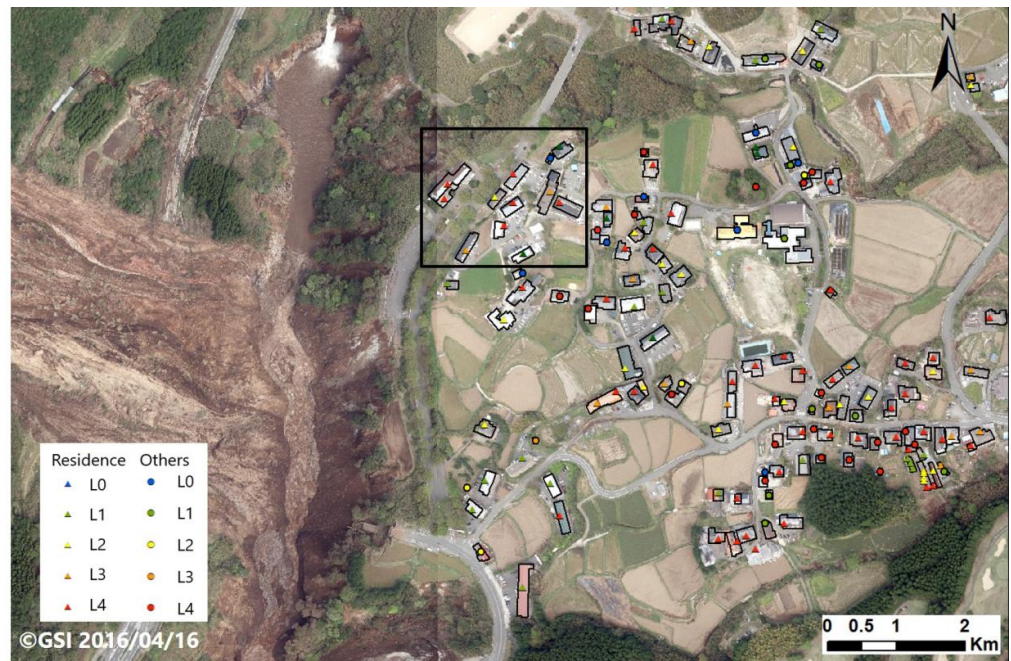 N
Residence Others
L0 L0
L1 L1
L2 L2
L3 L3
L4 L4
©GSI 2016/04/16
0 0.5 1 2
Km